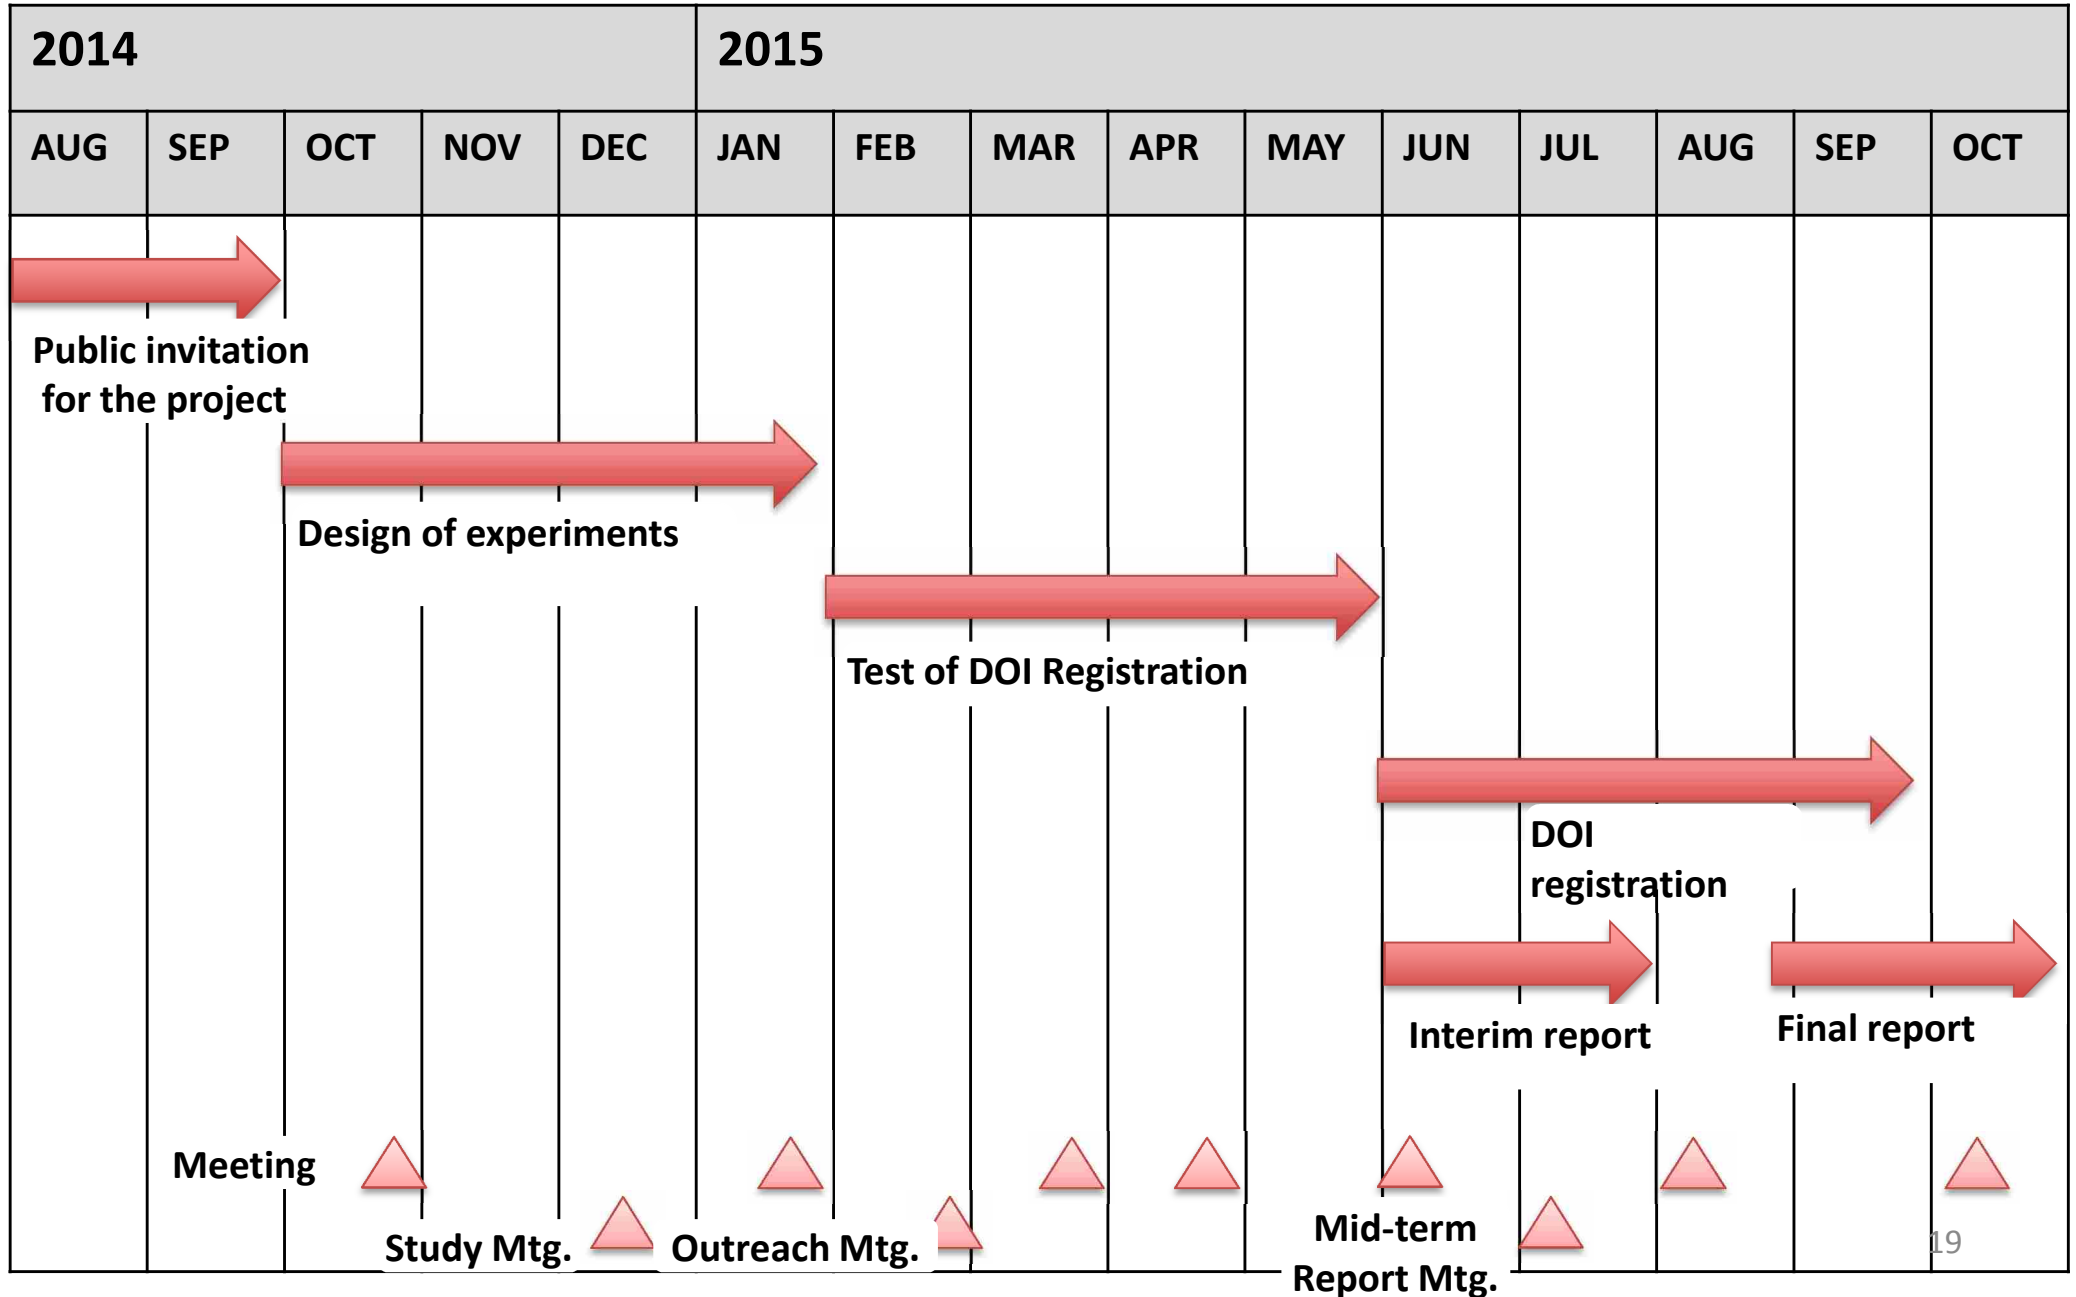 2014 2015
AUG SEP OCT NOV DEC JAN FEB MAR APR MAY JUN JUL AUG SEP OCT
Public invitation
for the project
Design of experiments
Test of DOI Registration
DOI
registration
Interim report
Final report
Meeting
Study Mtg.
Outreach Mtg.
Mid-term
Report Mtg.
19